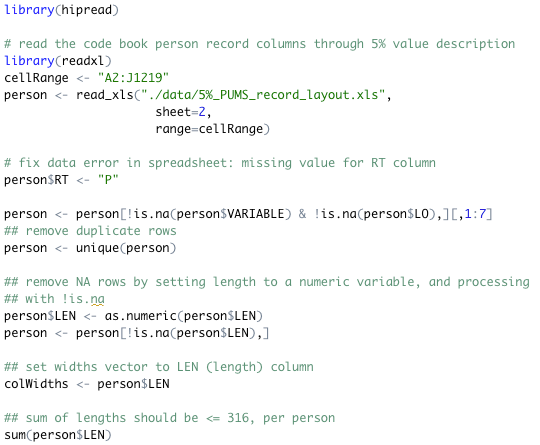 library(hipread)
# read the code book person record columns through 5% value description
library(readxl)
cellRange <- "A2:J1219"
person <- read_xls("./data/5%_PUMS_record_layout.xls",
sheet=2,
range=cellRange)
# fix data error in spreadsheet: missing value for RT column
person$RT <- "P"
person <- person[!is.na(person$VARIABLE) & !is.na(person$LO),][,1:7]
## remove duplicate rows
person <- unique(person)
## remove NA rows by setting length to a numeric variable, and processing
## with !is.na
person$LEN <- as.numeric(person$LEN)
person <- person[!is.na(person$LEN),]
## set widths vector to LEN (length) column
colWidths <- person$LEN
## sum of lengths should be <= 316, per person
sum(person$LEN)